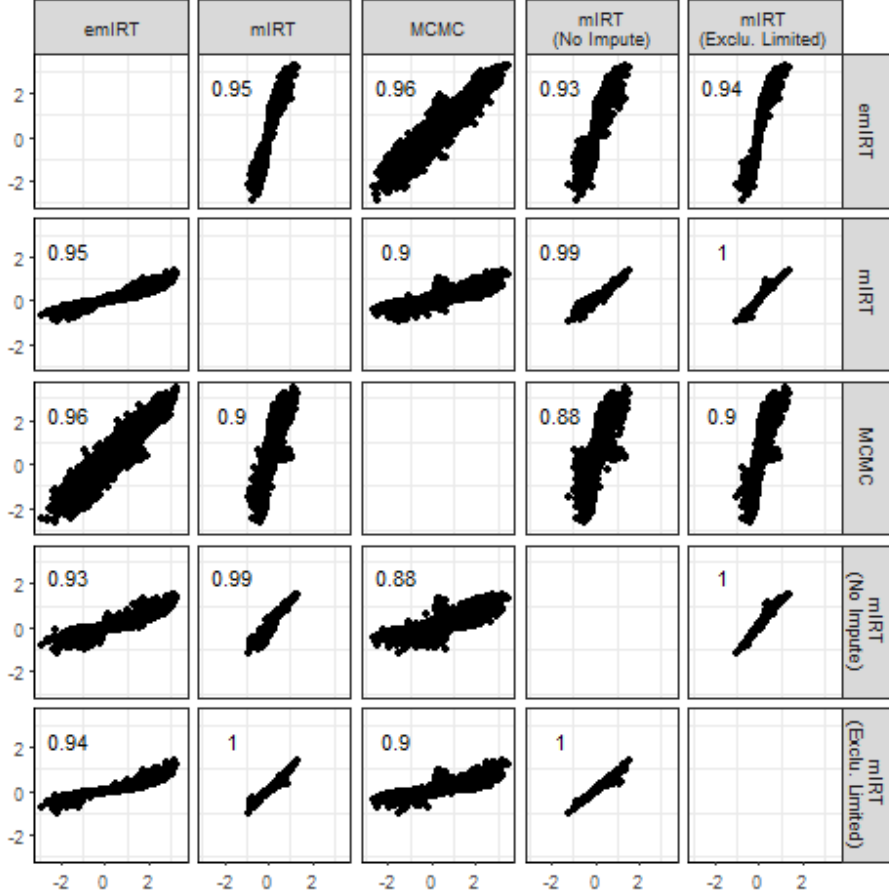 emIRT mIRT MCMC mIRT (No Impute) mIRT (Exclu. Limited)
2 0.95 0.96 0.93 0.94 emIRT
0
-2
2 0.95 0.9 0.99 1 mIRT
0
-2
2 0.96 0.9 0.88 0.9 MCMC
0
-2
2 0.93 0.99 0.88 1 mIRT (No Impute)
0
-2
2 0.94 1 0.9 1 mIRT (Exclu. Limited)
0
-2
-2 0 2 -2 0 2 -2 0 2 -2 0 2 -2 0 2